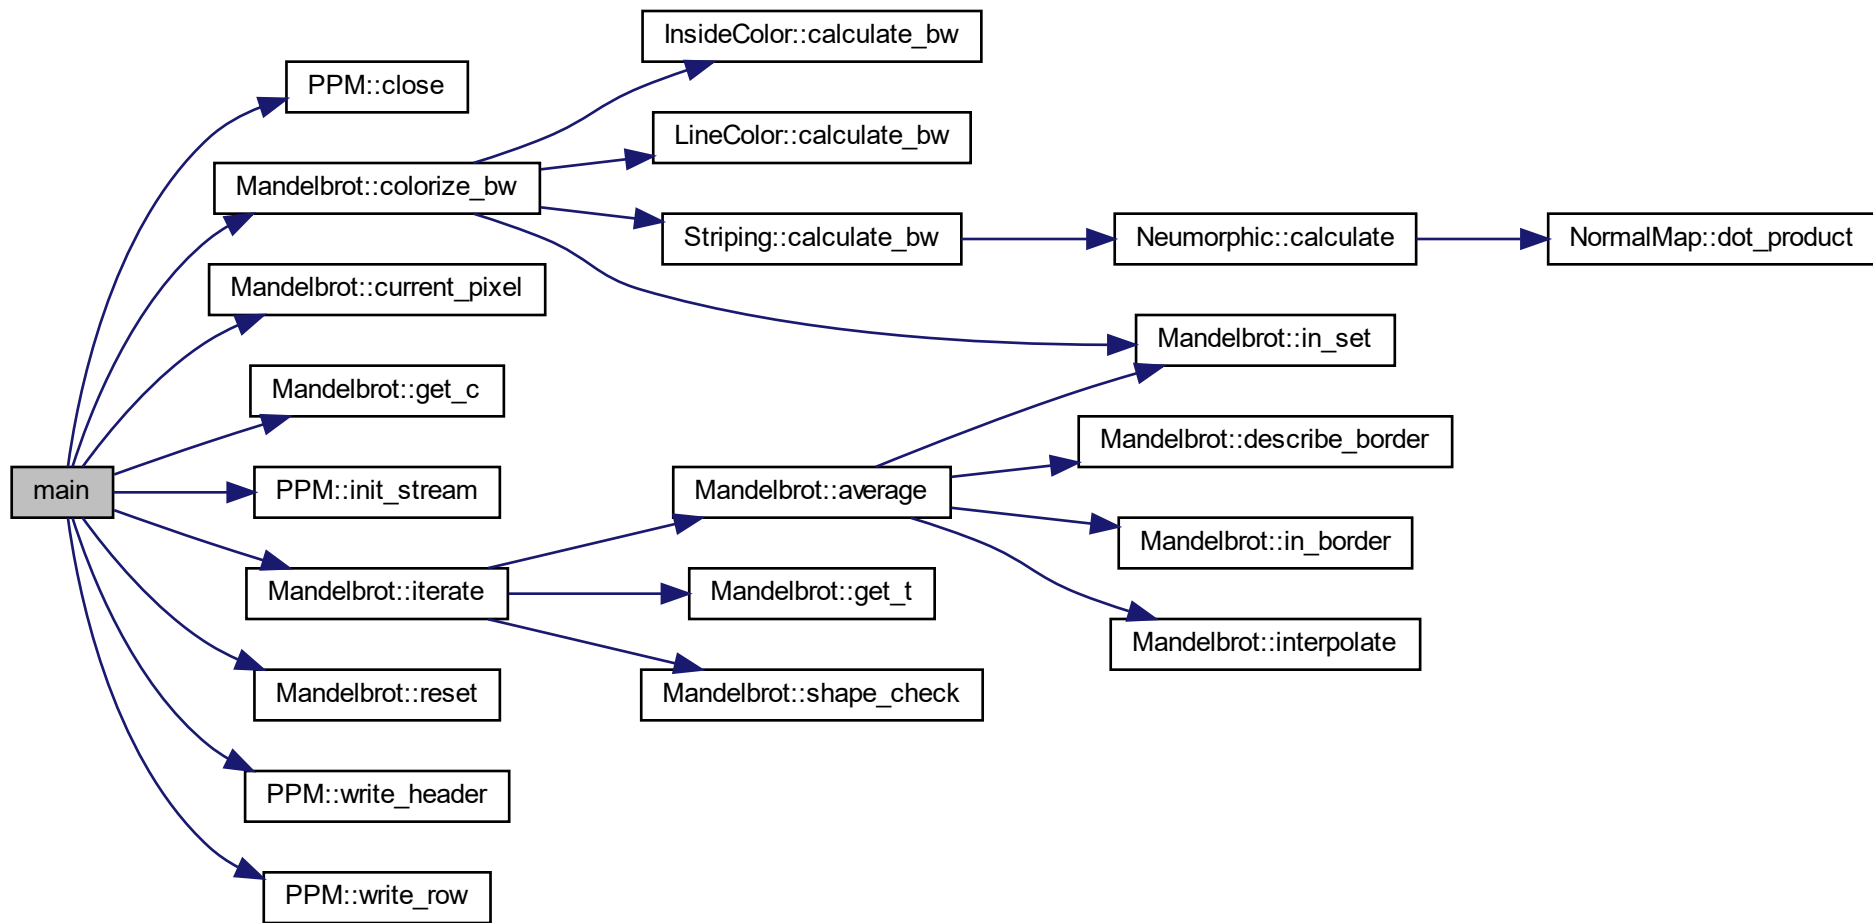 InsideColor::calculate_bw
PPM::close
LineColor::calculate_bw
Mandelbrot::colorize_bw
Striping::calculate_bw
Neumorphic::calculate
NormalMap::dot_product
Mandelbrot::current_pixel
Mandelbrot::in_set
Mandelbrot::get_c
Mandelbrot::describe_border
main
PPM::init_stream
Mandelbrot::average
Mandelbrot::in_border
Mandelbrot::iterate
Mandelbrot::get_t
Mandelbrot::interpolate
Mandelbrot::reset
Mandelbrot::shape_check
PPM::write_header
PPM::write_row